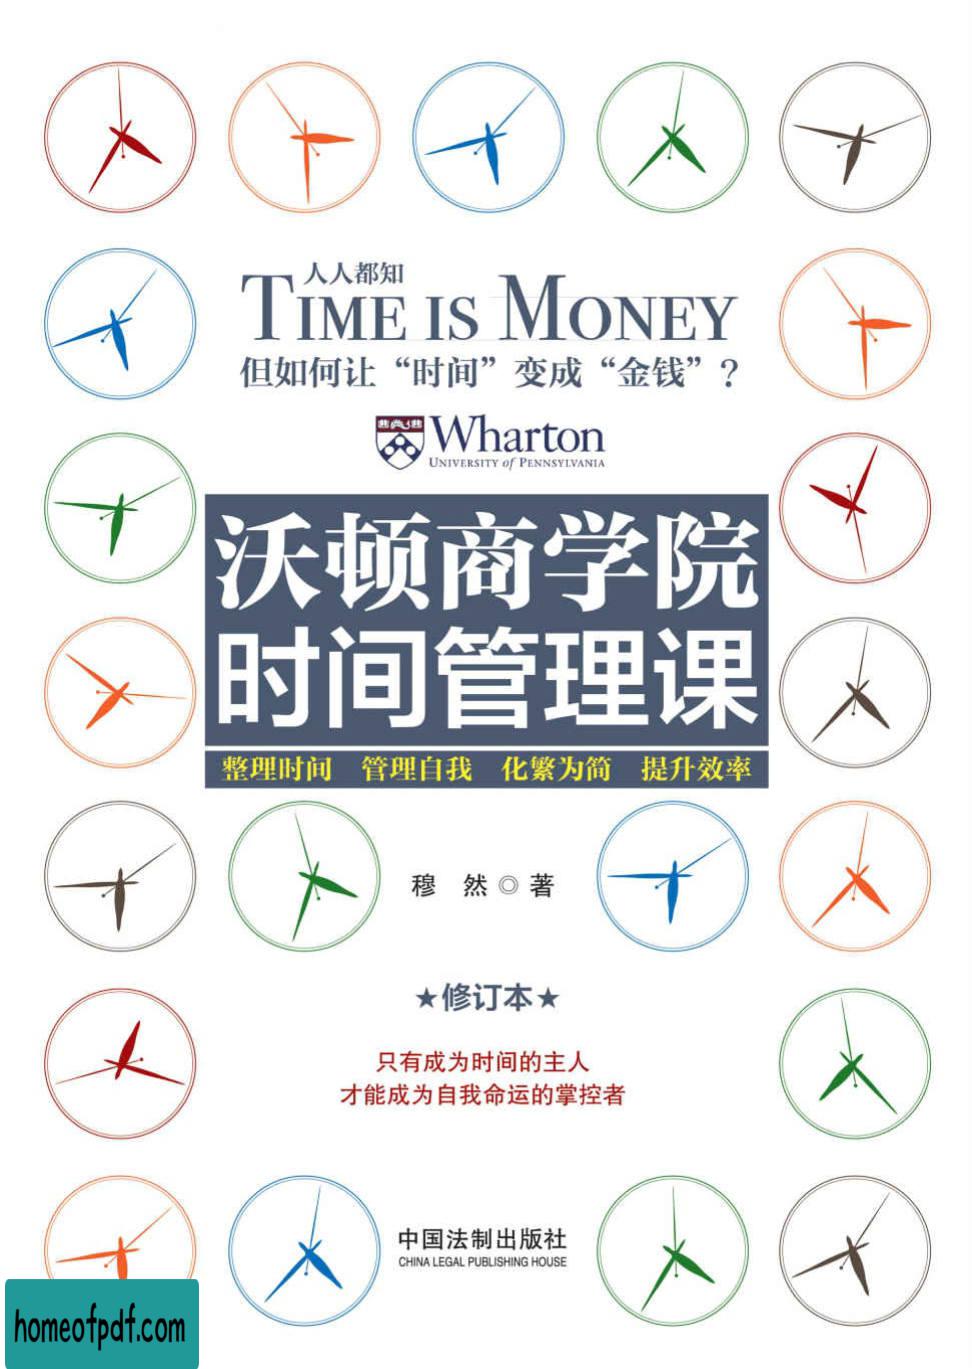 人人都知
TIME IS MONEY
但如何让“时间”变成“金钱”？
Wharton
UNIVERSITY of PENNSYLVANIA
沃顿商学院
时间管理课
整理时间 管理自我 化繁为简 提升效率
穆 然◎著
★修订本★
只有成为时间的主人
才能成为自我命运的掌控者
中国法制出版社
CHINA LEGAL PUBLISHING HOUSE
homeofpdf.com